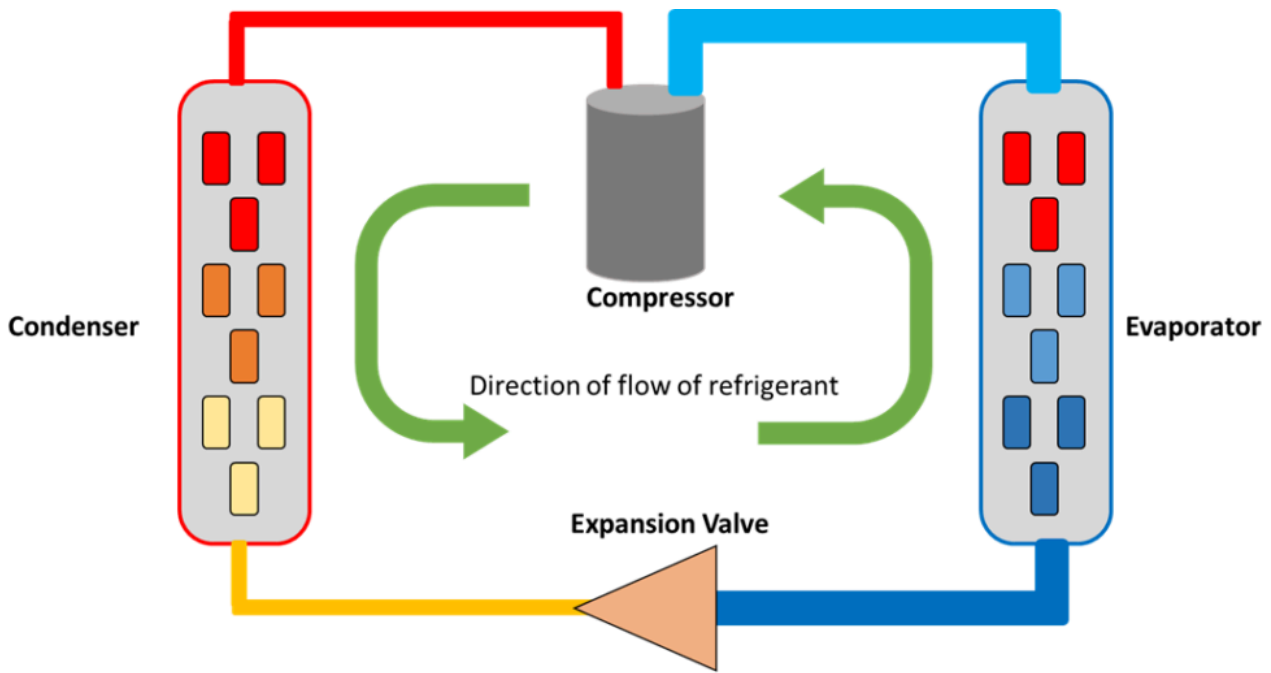 Compressor
Condenser
Evaporator
Direction of flow of refrigerant
Expansion Valve